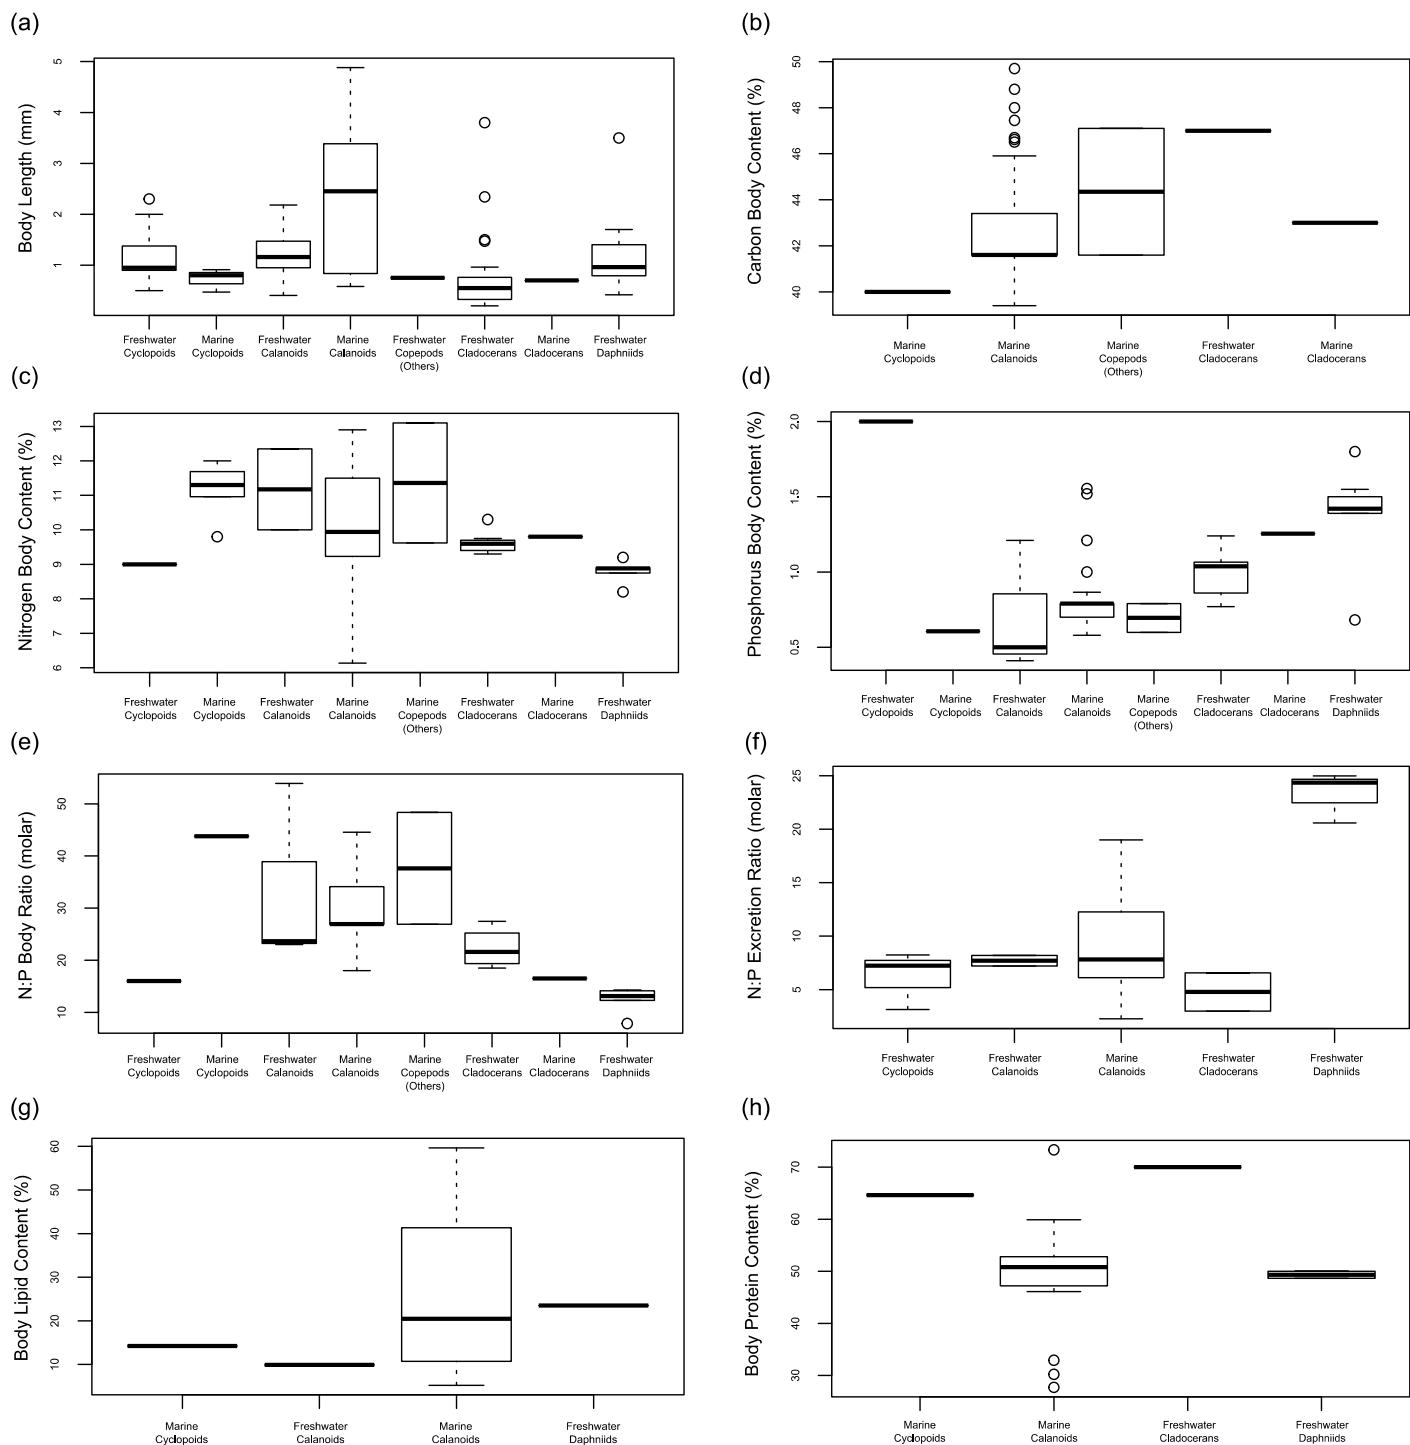 (a)
Body Length (mm)
5
4
3
2
1
Freshwater Cyclopoids
Marine Cyclopoids
Freshwater Calanoids
Marine Calanoids
Freshwater Copepods (Others)
Freshwater Cladocerans
Marine Cladocerans
Freshwater Daphniids
(b)
Carbon Body Content (%)
50
48
46
44
42
40
Marine Cyclopoids
Marine Calanoids
Marine Copepods (Others)
Freshwater Cladocerans
Marine Cladocerans
(c)
Nitrogen Body Content (%)
13
12
11
10
9
8
7
6
Freshwater Cyclopoids
Marine Cyclopoids
Freshwater Calanoids
Marine Calanoids
Marine Copepods (Others)
Freshwater Cladocerans
Marine Cladocerans
Freshwater Daphniids
(d)
Phosphorus Body Content (%)
2.0
1.5
1.0
0.5
Freshwater Cyclopoids
Marine Cyclopoids
Freshwater Calanoids
Marine Calanoids
Marine Copepods (Others)
Freshwater Cladocerans
Marine Cladocerans
Freshwater Daphniids
(e)
N:P Body Ratio (molar)
50
40
30
20
10
Freshwater Cyclopoids
Marine Cyclopoids
Freshwater Calanoids
Marine Calanoids
Marine Copepods (Others)
Freshwater Cladocerans
Marine Cladocerans
Freshwater Daphniids
(f)
N:P Excretion Ratio (molar)
25
20
15
10
5
Freshwater Cyclopoids
Freshwater Calanoids
Marine Calanoids
Freshwater Cladocerans
Freshwater Daphniids
(g)
Body Lipid Content (%)
60
50
40
30
20
10
Marine Cyclopoids
Freshwater Calanoids
Marine Calanoids
Freshwater Daphniids
(h)
Body Protein Content (%)
70
60
50
40
30
Marine Cyclopoids
Marine Calanoids
Freshwater Cladocerans
Freshwater Daphniids